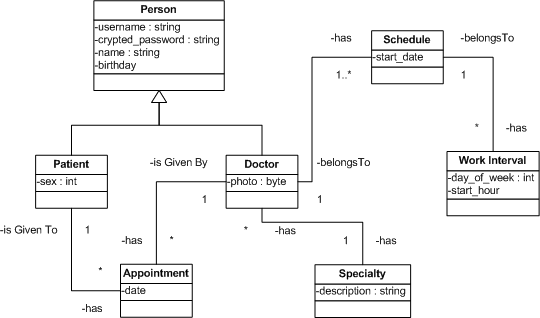 Person
-username : string
-crypted_password : string
-name : string
-birthday
-has
Schedule
-start_date
-belongsTo
1..*
1
*
-has
Work Interval
-day_of_week : int
-start_hour
Patient
-sex : int
-is Given By
Doctor
-photo : byte
-belongsTo
1
1
-is Given To
1
-has
*
*
-has
1
-has
*
-has
Appointment
-date
Specialty
-description : string